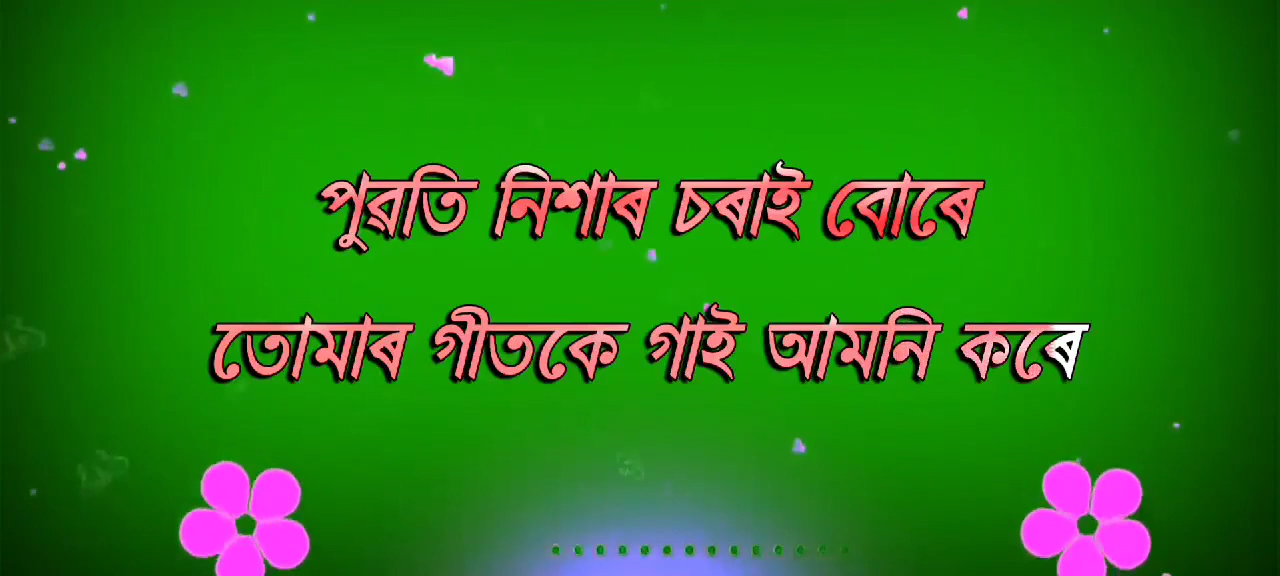 পুৱতি নিশাৰ চৰাই বোৰে
তোমাৰ গীতকে গাই আমনি কৰে